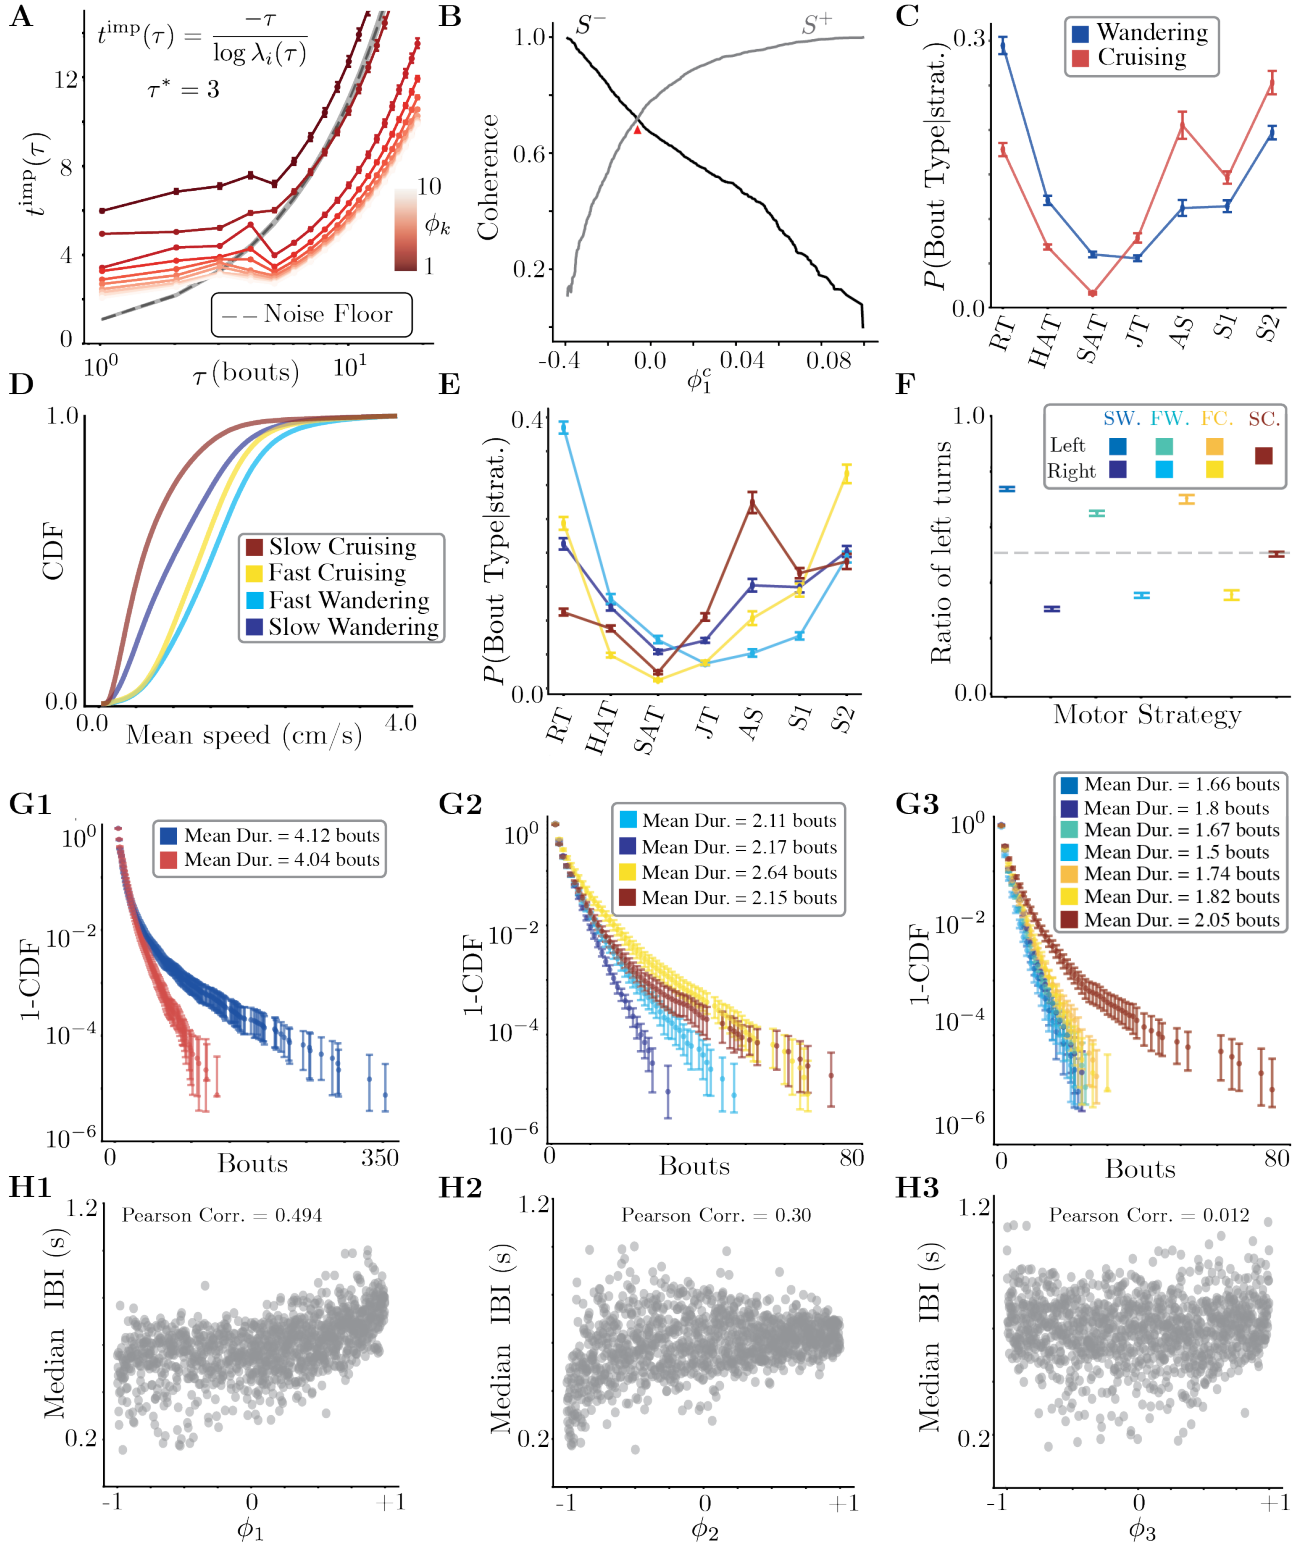 A
t^imp(τ) = −τ / log λ_i(τ)
τ* = 3
t^imp(τ)
12
8
4
0
10
ϕ_k
1
Noise Floor
10^0
τ (bouts)
10^1
B
S^−
S^+
1.0
0.6
0.2
Coherence
-0.4
0.0
0.04
0.08
ϕ_1^c
C
0.3
0.0
P(Bout Type|strat.)
Wandering
Cruising
RT
HAT
SAT
JT
AS
S1
S2
D
1.0
0.0
CDF
Slow Cruising
Fast Cruising
Fast Wandering
Slow Wandering
0.0
4.0
Mean speed (cm/s)
E
0.4
0.0
P(Bout Type|strat.)
RT
HAT
SAT
JT
AS
S1
S2
F
1.0
0.0
Ratio of left turns
SW. FW. FC. SC.
Left
Right
Motor Strategy
G1
10^0
10^−2
10^−4
10^−6
1-CDF
Mean Dur. = 4.12 bouts
Mean Dur. = 4.04 bouts
0
Bouts
350
G2
10^0
10^−2
10^−4
10^−6
1-CDF
Mean Dur. = 2.11 bouts
Mean Dur. = 2.17 bouts
Mean Dur. = 2.64 bouts
Mean Dur. = 2.15 bouts
0
Bouts
80
G3
10^0
10^−2
10^−4
10^−6
1-CDF
Mean Dur. = 1.66 bouts
Mean Dur. = 1.8 bouts
Mean Dur. = 1.67 bouts
Mean Dur. = 1.5 bouts
Mean Dur. = 1.74 bouts
Mean Dur. = 1.82 bouts
Mean Dur. = 2.05 bouts
0
Bouts
80
H1
1.2
0.2
Median IBI (s)
Pearson Corr. = 0.494
-1
0
+1
ϕ_1
H2
1.2
0.2
Median IBI (s)
Pearson Corr. = 0.30
-1
0
+1
ϕ_2
H3
1.2
0.2
Median IBI (s)
Pearson Corr. = 0.012
-1
0
+1
ϕ_3